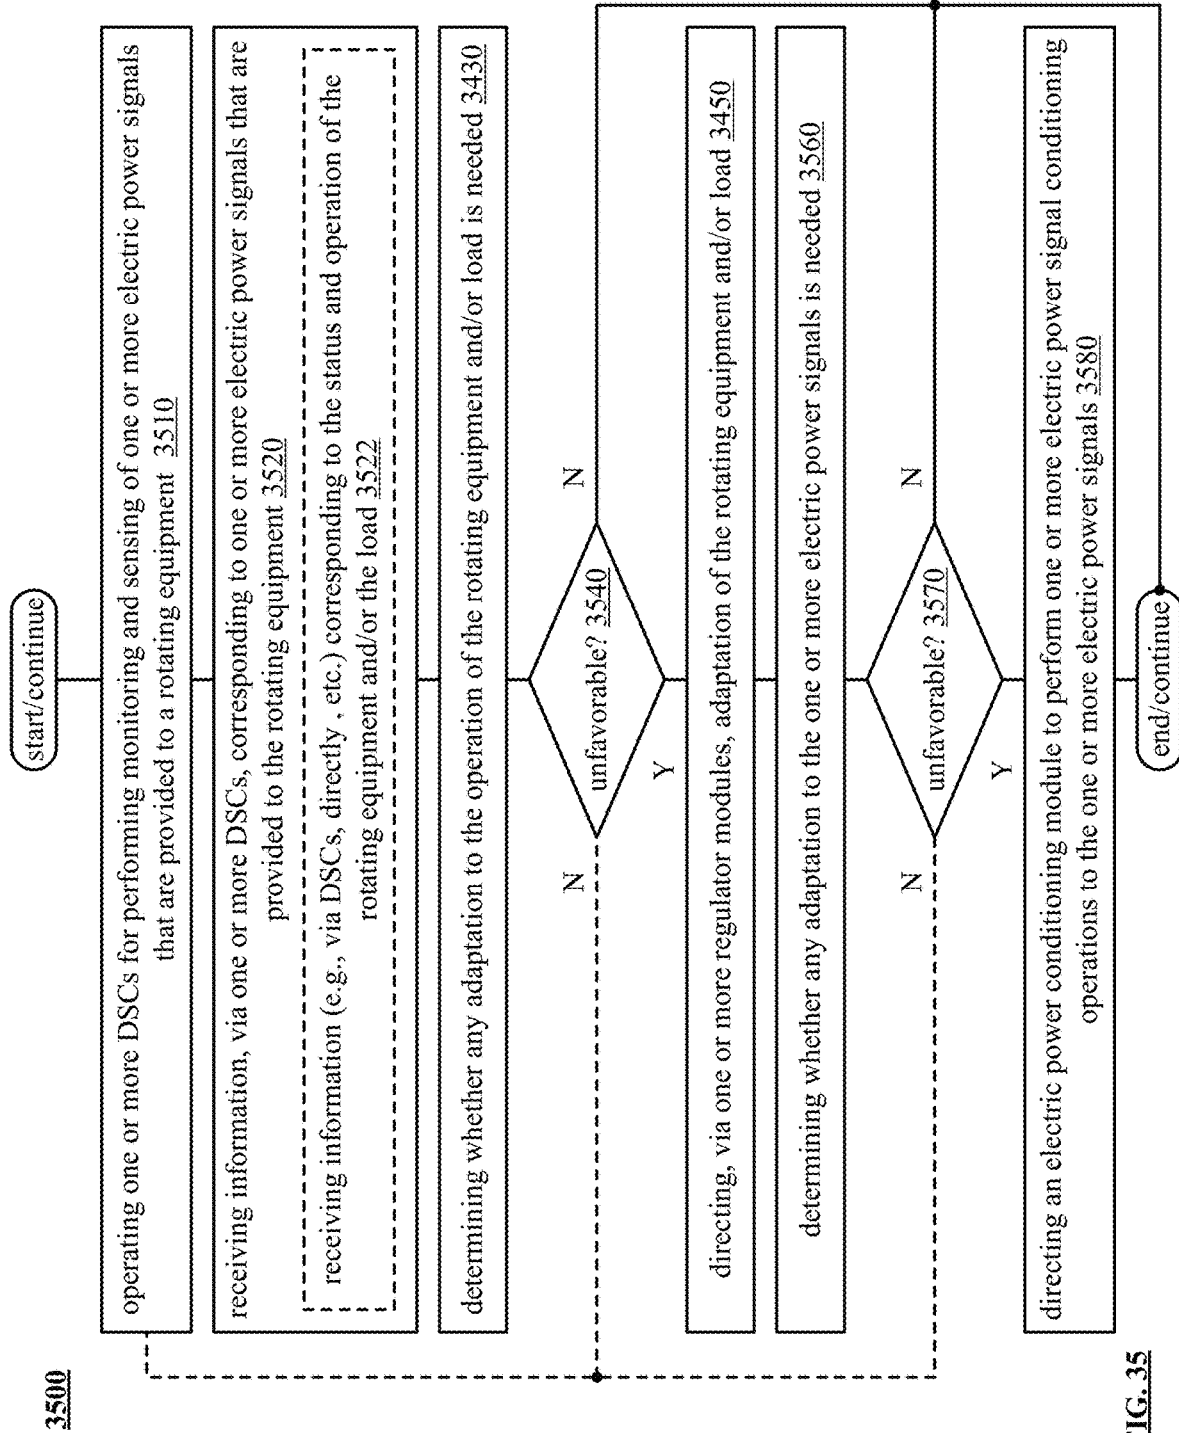 3500
start/continue
operating one or more DSCs for performing monitoring and sensing of one or more electric power signals
that are provided to a rotating equipment 3510
receiving information, via one or more DSCs, corresponding to one or more electric power signals that are
provided to the rotating equipment 3520
receiving information (e.g., via DSCs, directly , etc.) corresponding to the status and operation of the
rotating equipment and/or the load 3522
determining whether any adaptation to the operation of the rotating equipment and/or load is needed 3430
N
unfavorable? 3540
N
Y
directing, via one or more regulator modules, adaptation of the rotating equipment and/or load 3450
determining whether any adaptation to the one or more electric power signals is needed 3560
N
unfavorable? 3570
N
Y
directing an electric power conditioning module to perform one or more electric power signal conditioning
operations to the one or more electric power signals 3580
end/continue
IG. 35